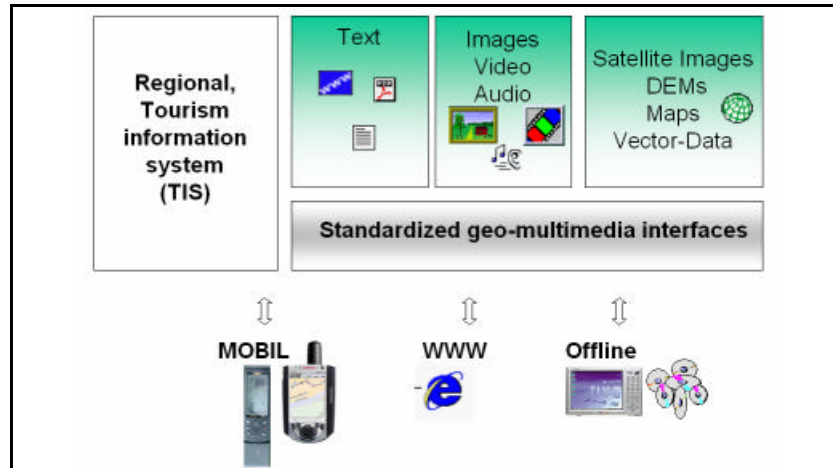 Regional,
Tourism
information
system
(TIS)
Text
www
Images
Video
Audio
Satellite Images
DEMs
Maps
Vector-Data
Standardized geo-multimedia interfaces
MOBIL
WWW
Offline